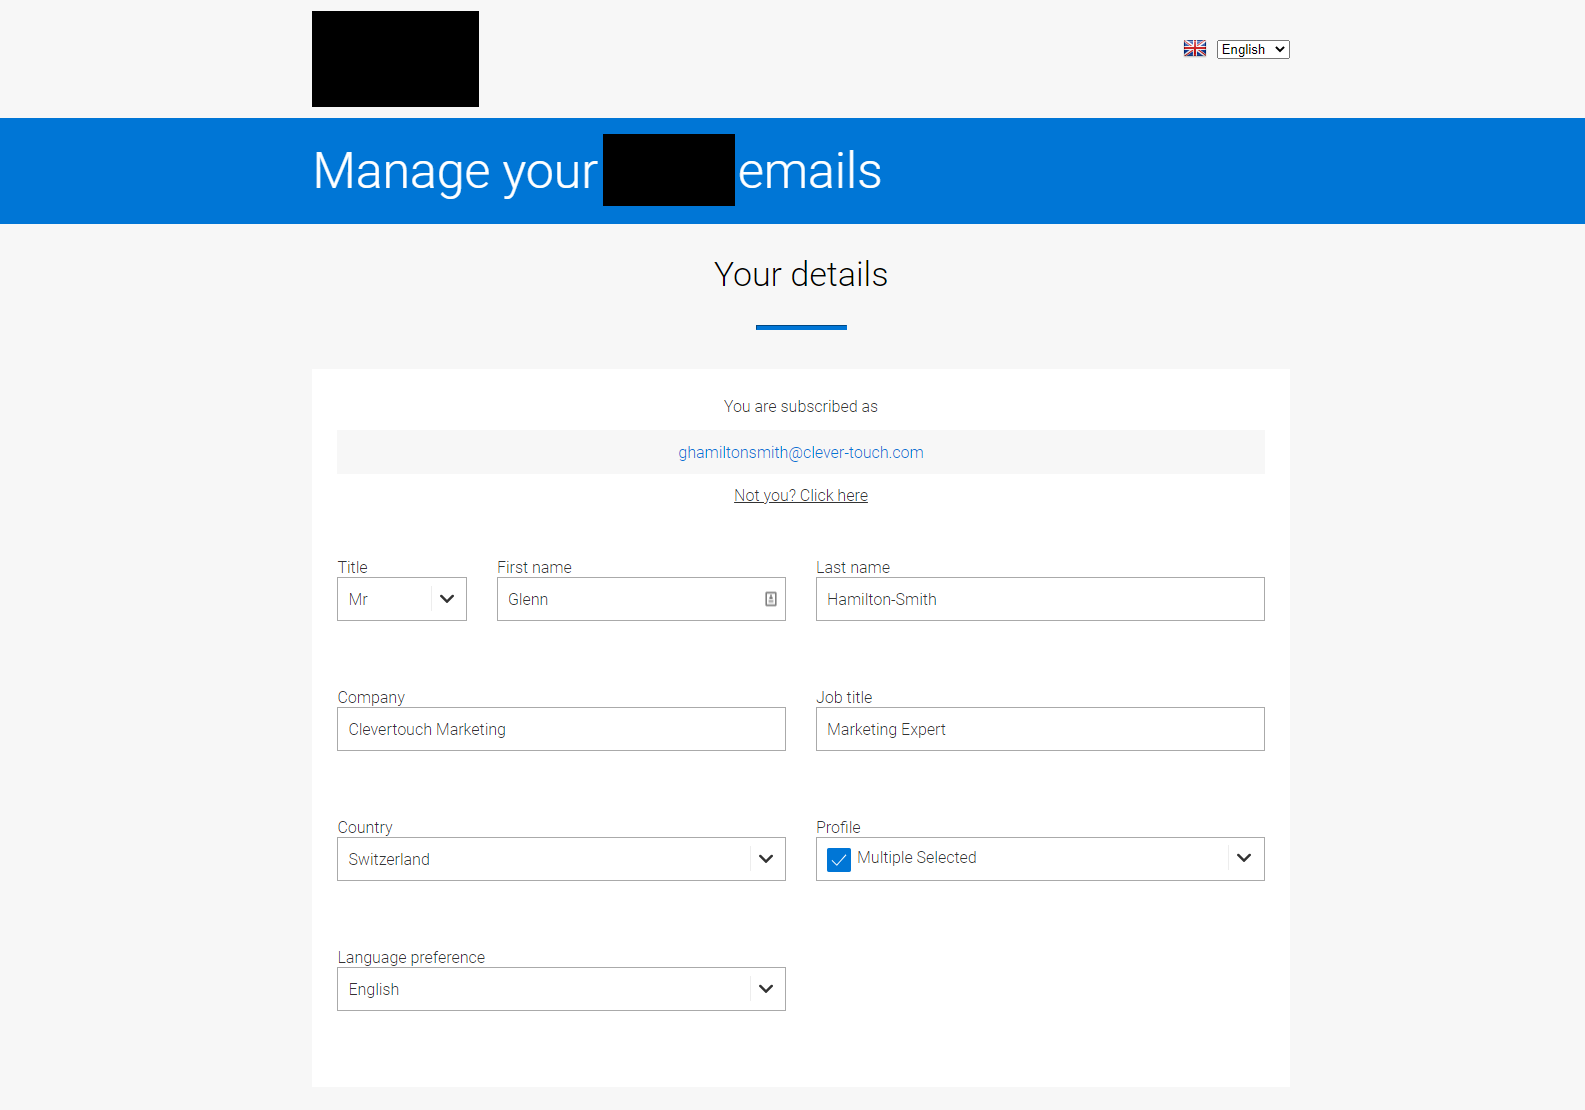 English
Manage your emails
Your details
You are subscribed as
ghamiltonsmith@clever-touch.com
Not you? Click here
Title First name Last name
Mr Glenn Hamilton-Smith
Company Job title
Clevertouch Marketing Marketing Expert
Country Profile
Switzerland Multiple Selected
Language preference
English